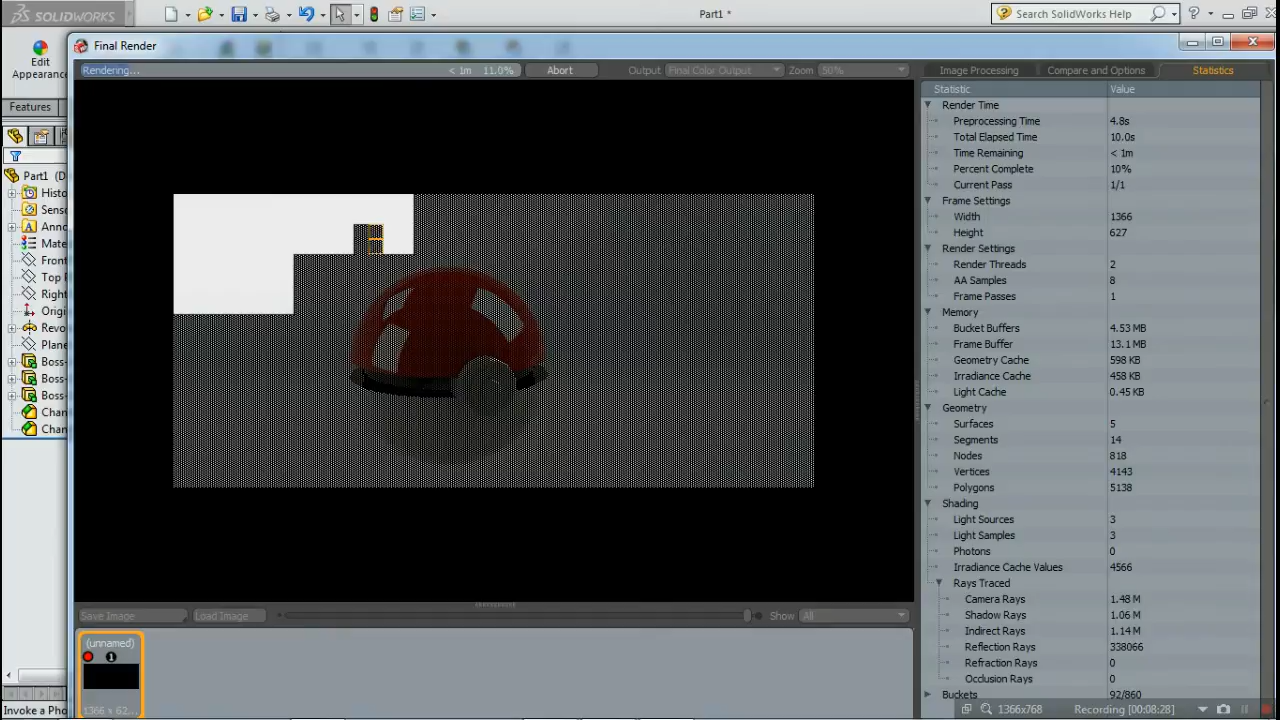 SOLIDWORKS
Part1 *
Search SolidWorks Help
Final Render
Edit
Appearance
Rendering...
< 1m 11.0%
Abort
Output
Final Color Output
Zoom
50%
Image Processing
Compare and Options
Statistics
Features
Statistic
Value
Render Time
Preprocessing Time
4.8s
Total Elapsed Time
10.0s
Time Remaining
< 1m
Percent Complete
10%
Current Pass
1/1
Frame Settings
Width
1366
Height
627
Render Settings
Render Threads
2
AA Samples
8
Frame Passes
1
Memory
Bucket Buffers
4.53 MB
Frame Buffer
13.1 MB
Geometry Cache
598 KB
Irradiance Cache
458 KB
Light Cache
0.45 KB
Geometry
Surfaces
5
Segments
14
Nodes
818
Vertices
4143
Polygons
5138
Shading
Light Sources
3
Light Samples
3
Photons
0
Irradiance Cache Values
4566
Rays Traced
Camera Rays
1.48 M
Shadow Rays
1.06 M
Indirect Rays
1.14 M
Reflection Rays
338066
Refraction Rays
0
Occlusion Rays
0
Buckets
92/860
Part1 (D
Histo
Senso
Anno
Mate
Front
Top P
Right
Origi
Revo
Plane
Boss-
Boss-
Boss-
Cham
Cham
Save Image
Load Image
Show
All
(unnamed)
1
1366 x 62...
Invoke a Pho
1366x768
Recording [00:08:28]